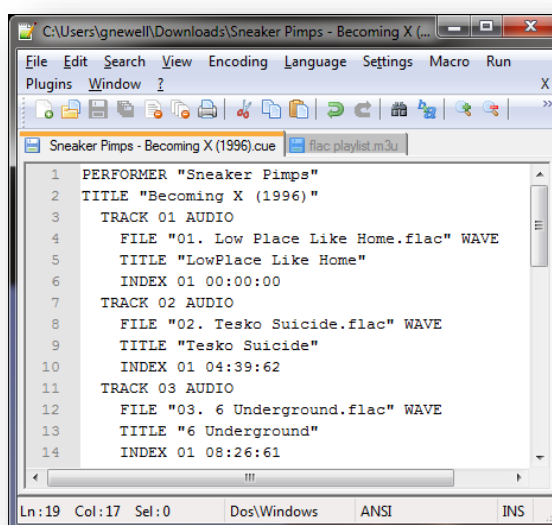 C:\Users\gnewell\Downloads\Sneaker Pimps - Becoming X (...
File Edit Search View Encoding Language Settings Macro Run
Plugins Window ? X
Sneaker Pimps - Becoming X (1996).cue flac playlist.m3u
1 PERFORMER "Sneaker Pimps"
2 TITLE "Becoming X (1996)"
3 TRACK 01 AUDIO
4 FILE "01. Low Place Like Home.flac" WAVE
5 TITLE "LowPlace Like Home"
6 INDEX 01 00:00:00
7 TRACK 02 AUDIO
8 FILE "02. Tesko Suicide.flac" WAVE
9 TITLE "Tesko Suicide"
10 INDEX 01 04:39:62
11 TRACK 03 AUDIO
12 FILE "03. 6 Underground.flac" WAVE
13 TITLE "6 Underground"
14 INDEX 01 08:26:61
Ln:19 Col:17 Sel:0 Dos\Windows ANSI INS